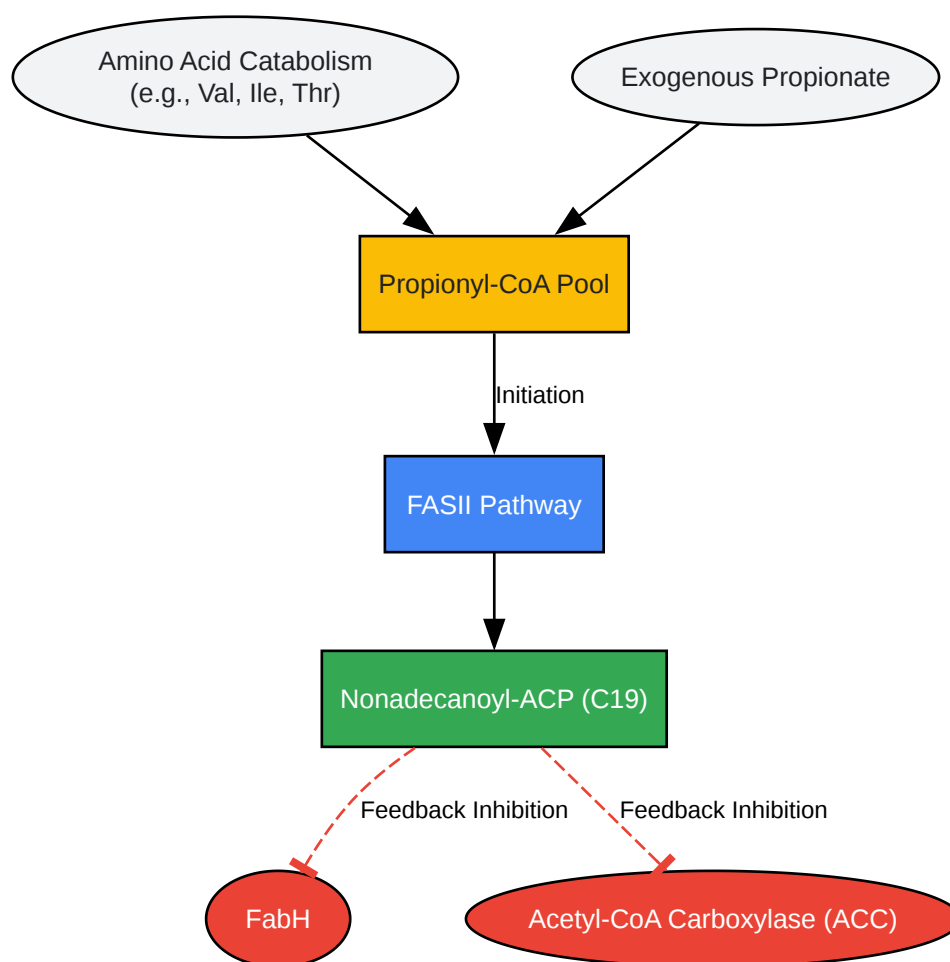 Amino Acid Catabolism
(e.g., Val, Ile, Thr)
Exogenous Propionate
Propionyl-CoA Pool
Initiation
FASII Pathway
Nonadecanoyl-ACP (C19)
Feedback Inhibition
Feedback Inhibition
FabH
Acetyl-CoA Carboxylase (ACC)